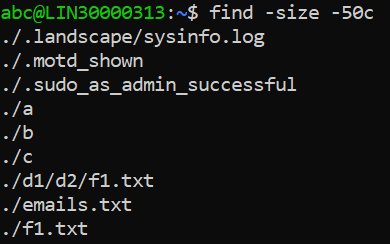 abc@LIN30000313:~$ find -size -50c
./.landscape/sysinfo.log
./.motd_shown
./.sudo_as_admin_successful
./a
./b
./c
./d1/d2/f1.txt
./emails.txt
./f1.txt